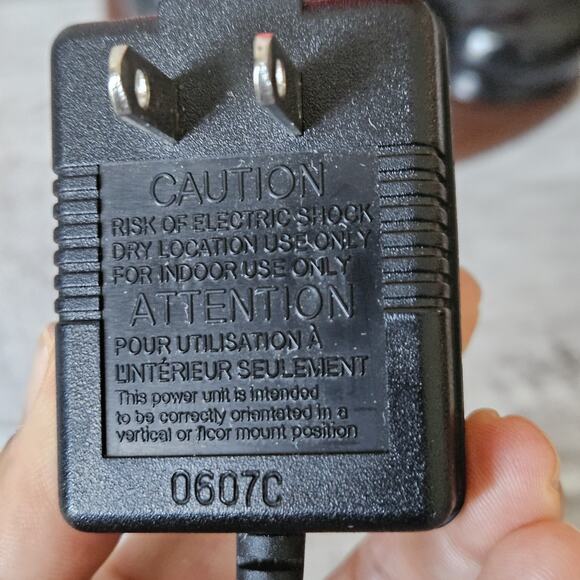 CAUTION
RISK OF ELECTRIC SHOCK
DRY LOCATION USE ONLY
FOR INDOOR USE ONLY
ATTENTION
POUR UTILISATION À
L'INTÉRIEUR SEULEMENT
This power unit is intended
to be correctly orientated in a
vertical or floor mount position
0607C